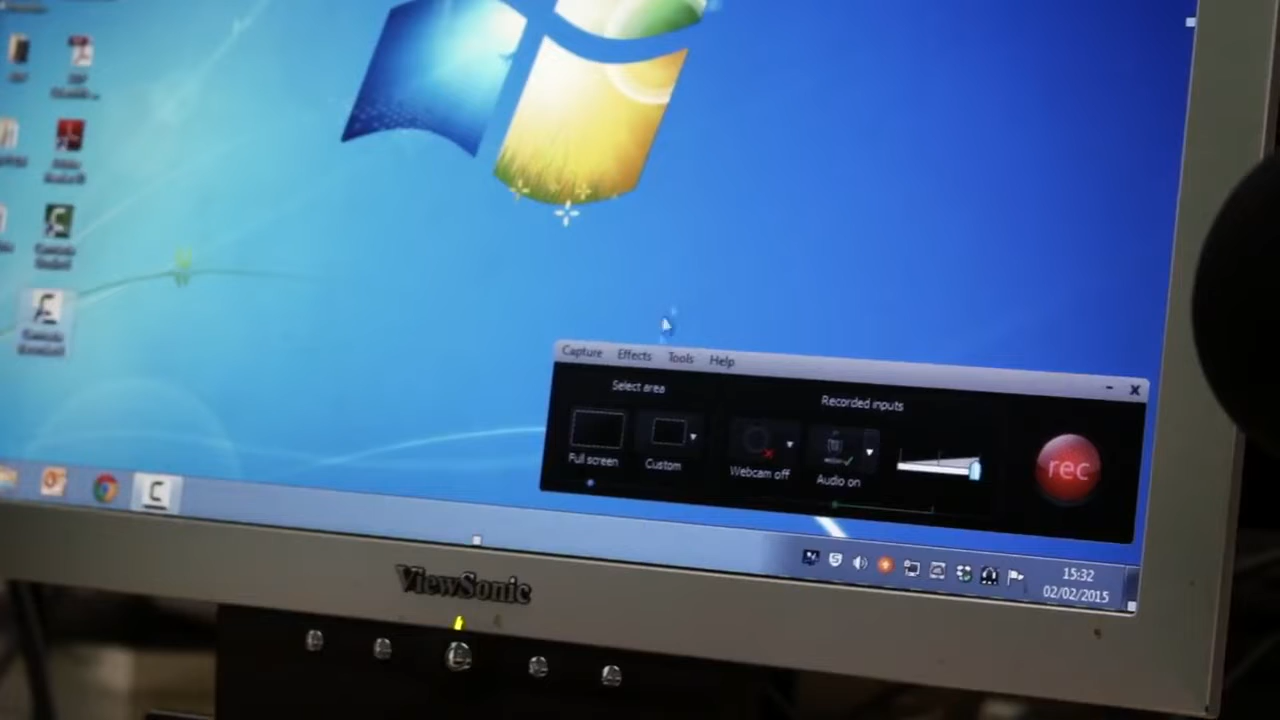 Capture Effects Tools Help
Select area
Recorded inputs
Full screen
Custom
Webcam off
Audio on
rec
15:32
02/02/2015
ViewSonic